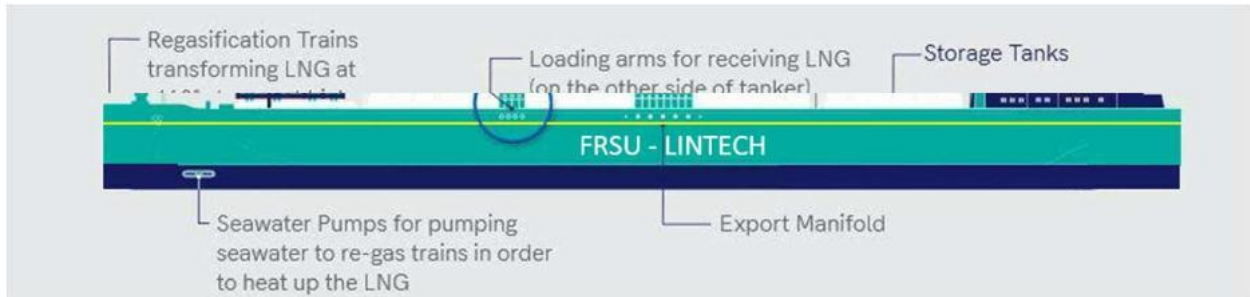 Regasification Trains
transforming LNG at
Loading arms for receiving LNG
(on the other side of tanker)
Storage Tanks
FRSU - LINTECH
Seawater Pumps for pumping
seawater to re-gas trains in order
to heat up the LNG
Export Manifold